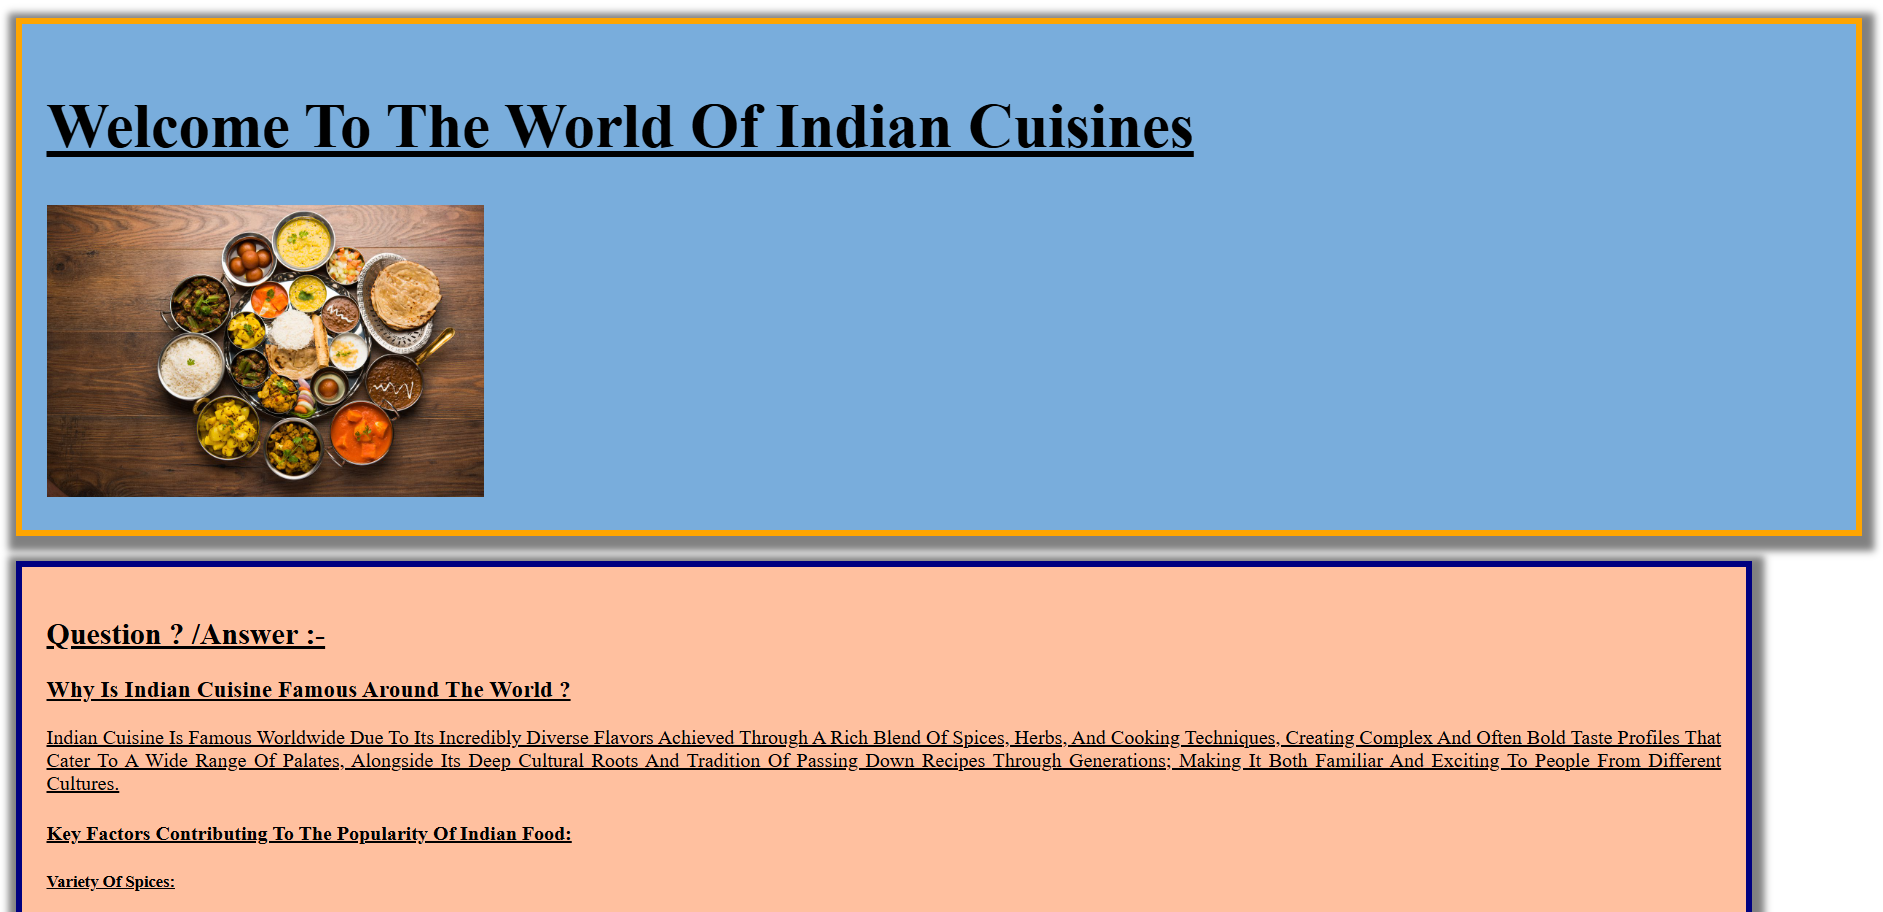 Welcome To The World Of Indian Cuisines
Question ? /Answer :-
Why Is Indian Cuisine Famous Around The World ?
Indian Cuisine Is Famous Worldwide Due To Its Incredibly Diverse Flavors Achieved Through A Rich Blend Of Spices, Herbs, And Cooking Techniques, Creating Complex And Often Bold Taste Profiles That
Cater To A Wide Range Of Palates, Alongside Its Deep Cultural Roots And Tradition Of Passing Down Recipes Through Generations; Making It Both Familiar And Exciting To People From Different
Cultures.
Key Factors Contributing To The Popularity Of Indian Food:
Variety Of Spices: